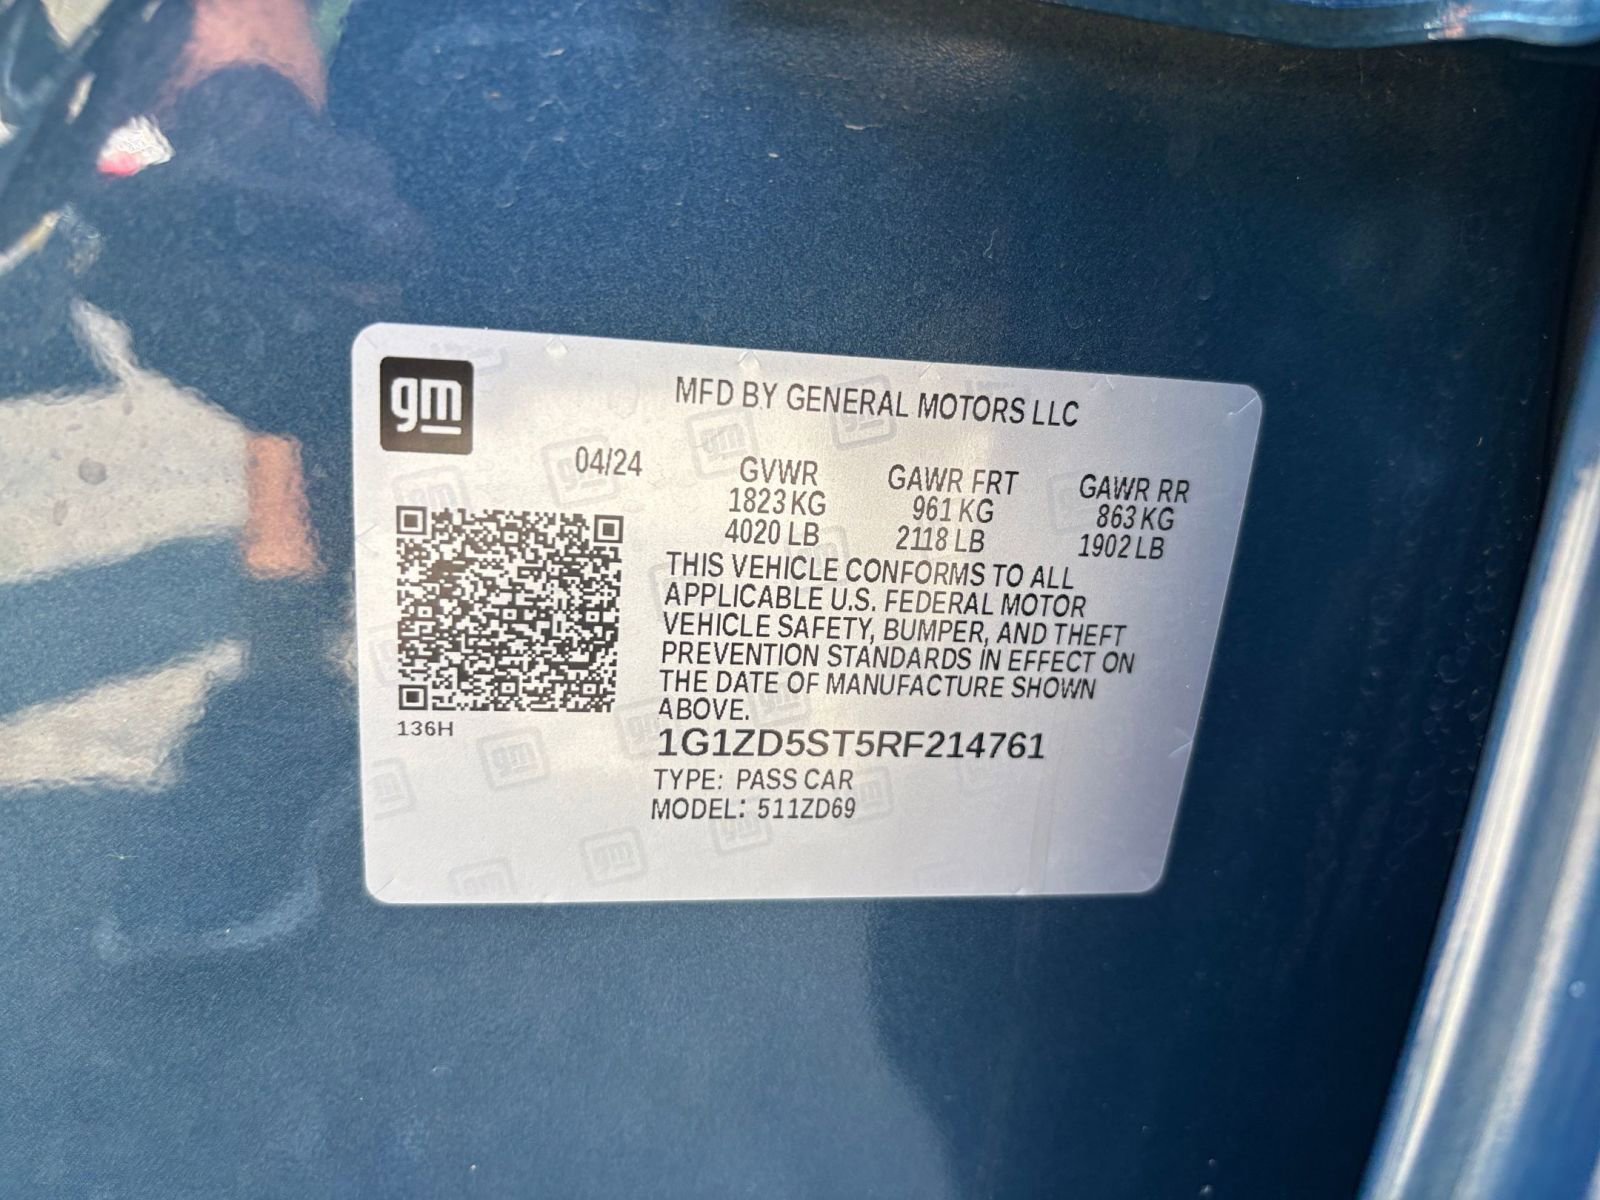 gm
MFD BY GENERAL MOTORS LLC
04/24
GVWR GAWR FRT GAWR RR
1823 KG 961 KG 863 KG
4020 LB 2118 LB 1902 LB
THIS VEHICLE CONFORMS TO ALL
APPLICABLE U.S. FEDERAL MOTOR
VEHICLE SAFETY, BUMPER, AND THEFT
PREVENTION STANDARDS IN EFFECT ON
THE DATE OF MANUFACTURE SHOWN
ABOVE.
136H
1G1ZD5ST5RF214761
TYPE: PASS CAR
MODEL: 511ZD69